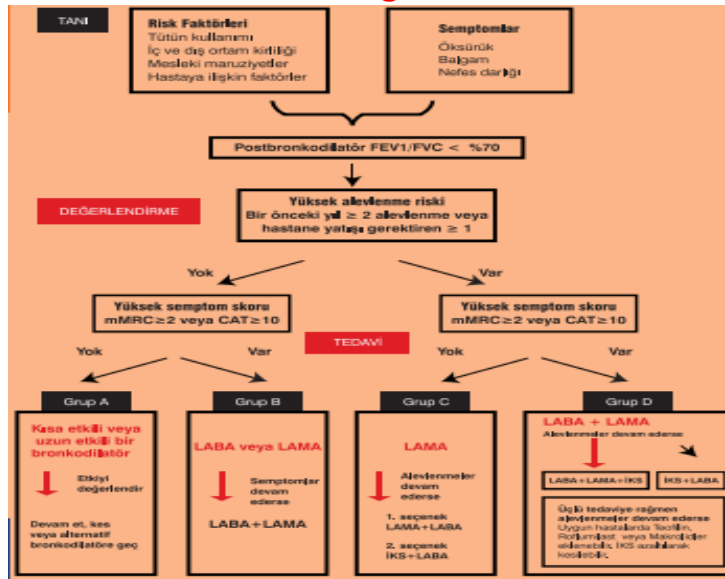 TANI
Risk Faktörleri
Tütün kullanımı
İç ve dış ortam kirliliği
Mesleki maruziyetler
Hastaya ilişkin faktörler
Semptomlar
Öksürük
Balgam
Nefes darlığı
Postbronkodilatör FEV1/FVC < %70
DEĞERLENDİRME
Yüksek alevlenme riski
Bir önceki yıl ≥ 2 alevlenme veya
hastane yatışı gerektiren ≥ 1
Yok
Var
Yüksek semptom skoru
mMRC≥2 veya CAT≥10
Yüksek semptom skoru
mMRC≥2 veya CAT≥10
TEDAVİ
Yok
Var
Yok
Var
Grup A
Kısa etkili veya
uzun etkili bir
bronkodilatör
Etkiyi
değerlendir
Devam et, kes
veya alternatif
bronkodilatöre geç
Grup B
LABA veya LAMA
Semptomlar
devam
ederse
LABA+LAMA
Grup C
LAMA
Alevlenmeler
devam
ederse
1. seçenek
LAMA+LABA
2. seçenek
İKS+LABA
Grup D
LABA + LAMA
Alevlenmeler devam ederse
LABA+LAMA+İKS
İKS+LABA
Üçlü tedaviye rağmen
alevlenmeler devam ederse
Uygun hastalarda Teofilin,
Roflumilast veya Makrolidler
eklenebilir. İKS azaltılarak
kesilebilir.